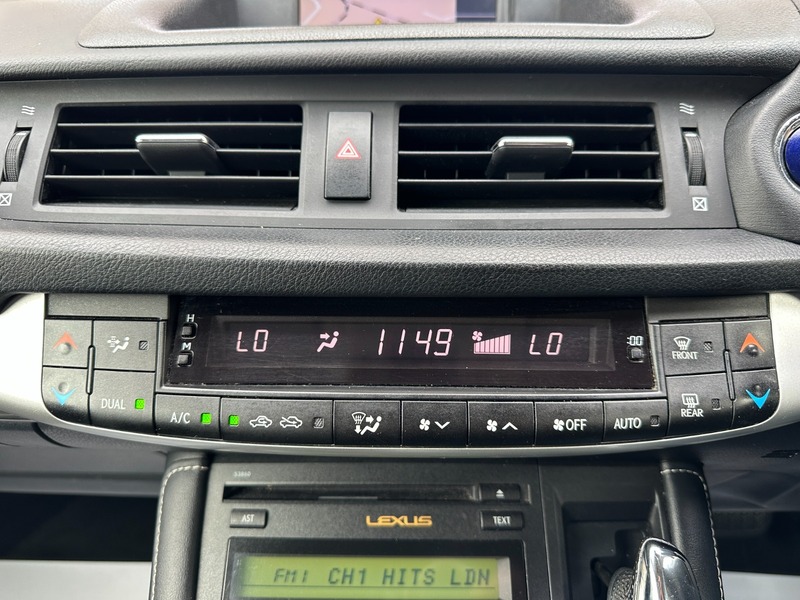 H
M
LO 1149 LO
:00
FRONT
DUAL
A/C
OFF
AUTO
REAR
AST
LEXUS
TEXT
FM1 CH1 HITS LDN